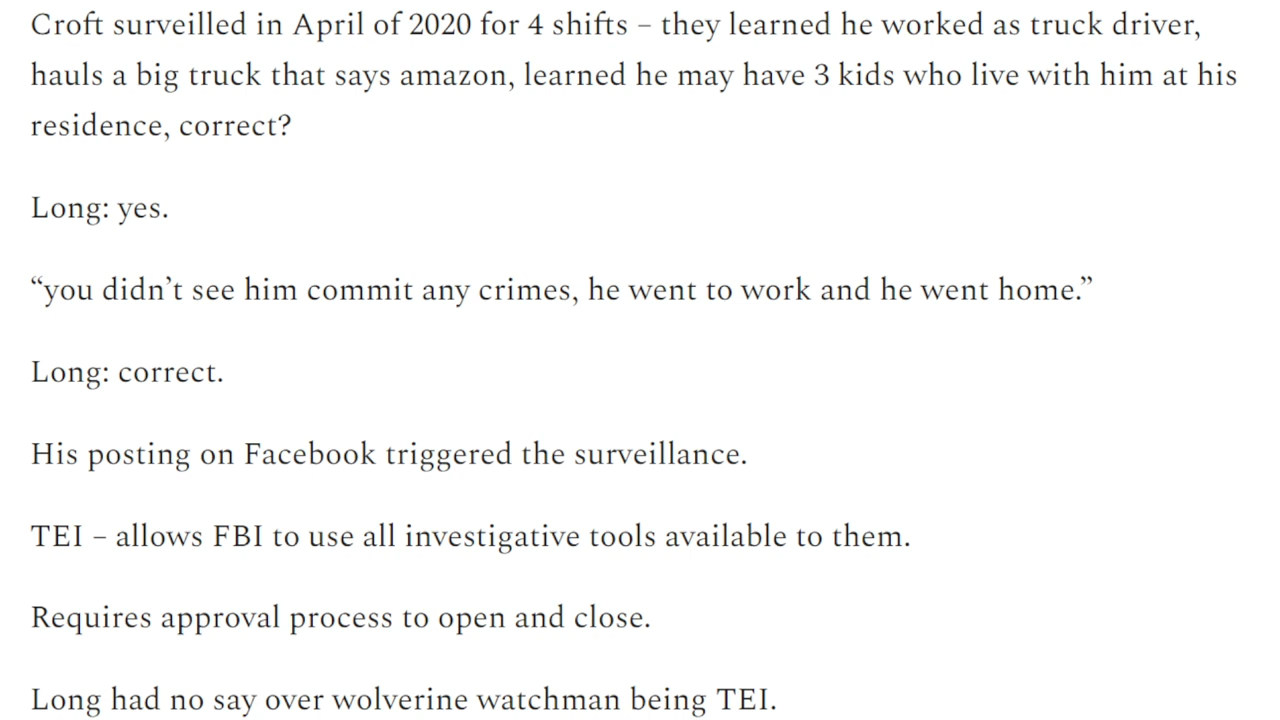 Croft surveilled in April of 2020 for 4 shifts – they learned he worked as truck driver,
hauls a big truck that says amazon, learned he may have 3 kids who live with him at his
residence, correct?
Long: yes.
“you didn’t see him commit any crimes, he went to work and he went home.”
Long: correct.
His posting on Facebook triggered the surveillance.
TEI – allows FBI to use all investigative tools available to them.
Requires approval process to open and close.
Long had no say over wolverine watchman being TEI.